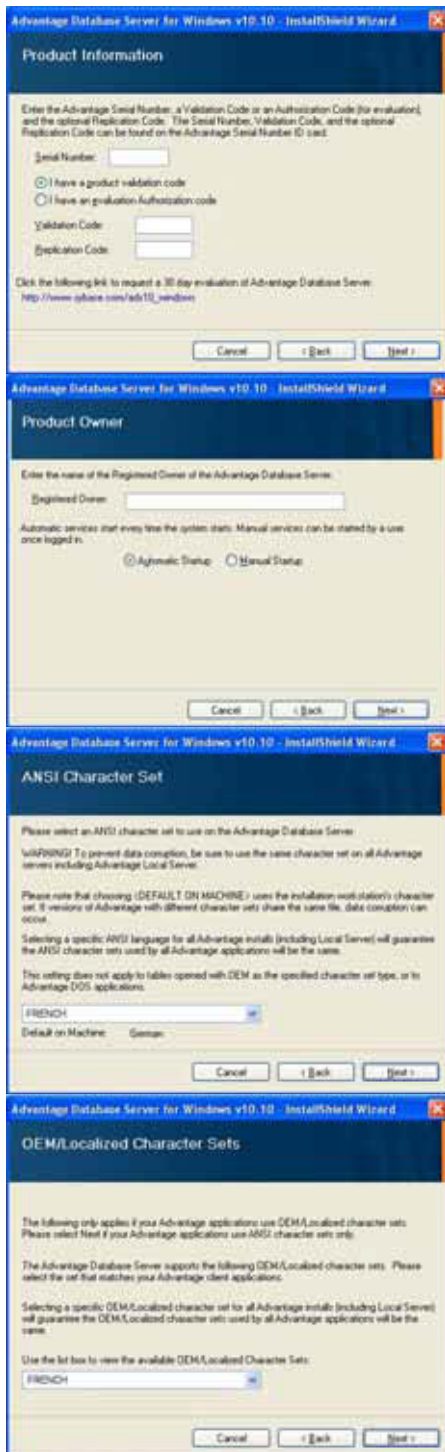 Advantage Database Server for Windows v10.10 - InstallShield Wizard
Product Information
Enter the Advantage Serial Number, a Validation Code or an Authorization Code (for evaluation),
and the optional Replication Code. The Serial Number, Validation Code, and the optional
Replication Code can be found on the Advantage Serial Number ID card.
Serial Number:
I have a product validation code
I have an evaluation Authorization code
Validation Code:
Replication Code:
Click the following link to request a 30 day evaluation of Advantage Database Server
http://www.sybase.com/ads10_windows
Cancel < Back Next >
Advantage Database Server for Windows v10.10 - InstallShield Wizard
Product Owner
Enter the name of the Registered Owner of the Advantage Database Server.
Registered Owner:
Automatic services start every time the system starts. Manual services can be started by a user
once logged in.
Automatic Startup Manual Startup
Cancel < Back Next >
Advantage Database Server for Windows v10.10 - InstallShield Wizard
ANSI Character Set
Please select an ANSI character set to use on the Advantage Database Server
WARNING! To prevent data corruption, be sure to use the same character set on all Advantage
servers including Advantage Local Server.
Please note that choosing <DEFAULT ON MACHINE> uses the installation workstation's character
set. If versions of Advantage with different character sets share the same file, data corruption can
occur.
Selecting a specific ANSI language for all Advantage installs (including Local Server) will guarantee
the ANSI character sets used by all Advantage applications will be the same.
This setting does not apply to tables opened with OEM as the specified character set type, or to
Advantage DOS applications.
FRENCH
Default on Machine: German
Cancel < Back Next >
Advantage Database Server for Windows v10.10 - InstallShield Wizard
OEM/Localized Character Sets
The following only applies if your Advantage applications use OEM/Localized character sets.
Please select Next if your Advantage applications use ANSI character sets only.
The Advantage Database Server supports the following OEM/Localized character sets. Please
select the set that matches your Advantage client applications.
Selecting a specific OEM/Localized character set for all Advantage installs (including Local Server)
will guarantee the OEM/Localized character sets used by all Advantage applications will be the
same.
Use the list box to view the available OEM/Localized Character Sets:
FRENCH
Cancel < Back Next >